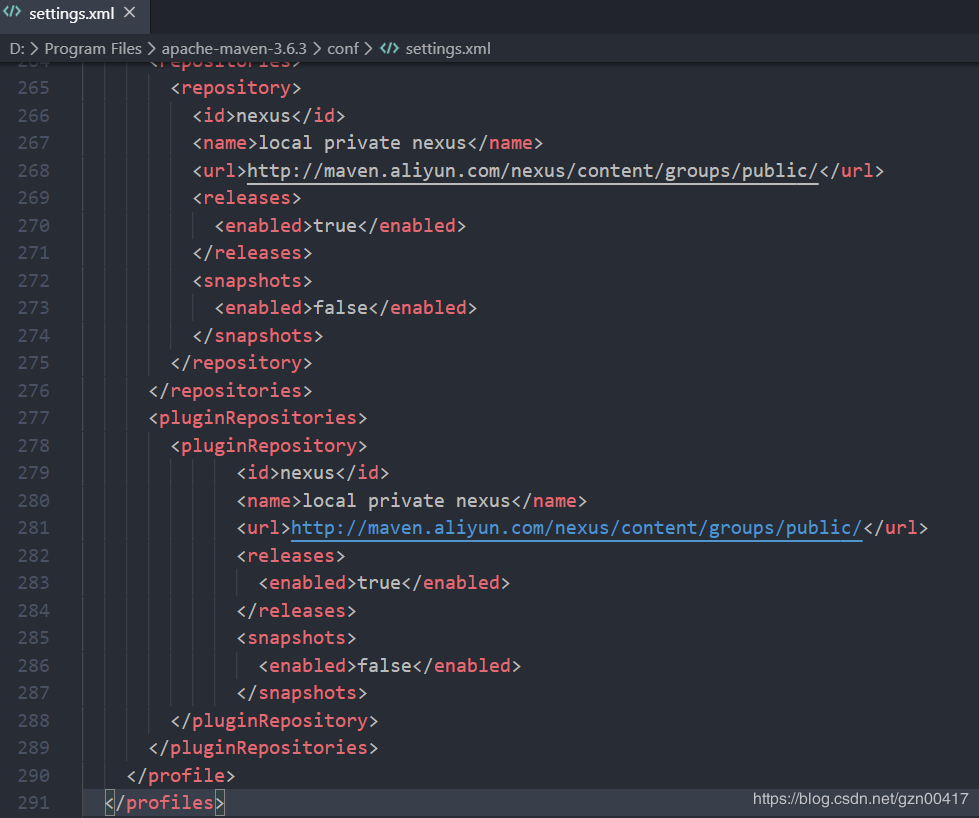 settings.xml
D: > Program Files > apache-maven-3.6.3 > conf > settings.xml
264 <repositories>
265 <repository>
266 <id>nexus</id>
267 <name>local private nexus</name>
268 <url>http://maven.aliyun.com/nexus/content/groups/public/</url>
269 <releases>
270 <enabled>true</enabled>
271 </releases>
272 <snapshots>
273 <enabled>false</enabled>
274 </snapshots>
275 </repository>
276 </repositories>
277 <pluginRepositories>
278 <pluginRepository>
279 <id>nexus</id>
280 <name>local private nexus</name>
281 <url>http://maven.aliyun.com/nexus/content/groups/public/</url>
282 <releases>
283 <enabled>true</enabled>
284 </releases>
285 <snapshots>
286 <enabled>false</enabled>
287 </snapshots>
288 </pluginRepository>
289 </pluginRepositories>
290 </profile>
291 </profiles>
https://blog.csdn.net/gzn00417